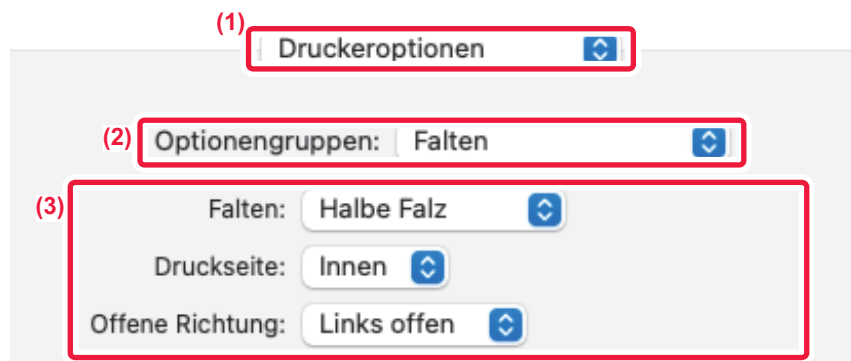 (1)
Druckeroptionen
(2) Optionengruppen: Falten
(3) Falten: Halbe Falz
Druckseite: Innen
Offene Richtung: Links offen